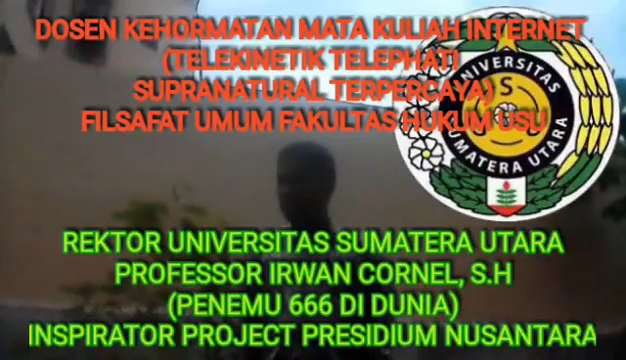 DOSEN KEHORMATAN MATA KULIAH INTERNET
(TELEKINETIK TELEPHATI
SUPRANATURAL TERPERCAYA)
FILSAFAT UMUM FAKULTAS HUKUM USU
UNIVERSITAS
SUMATERA UTARA
REKTOR UNIVERSITAS SUMATERA UTARA
PROFESSOR IRWAN CORNEL, S.H
(PENEMU 666 DI DUNIA)
INSPIRATOR PROJECT PRESIDIUM NUSANTARA